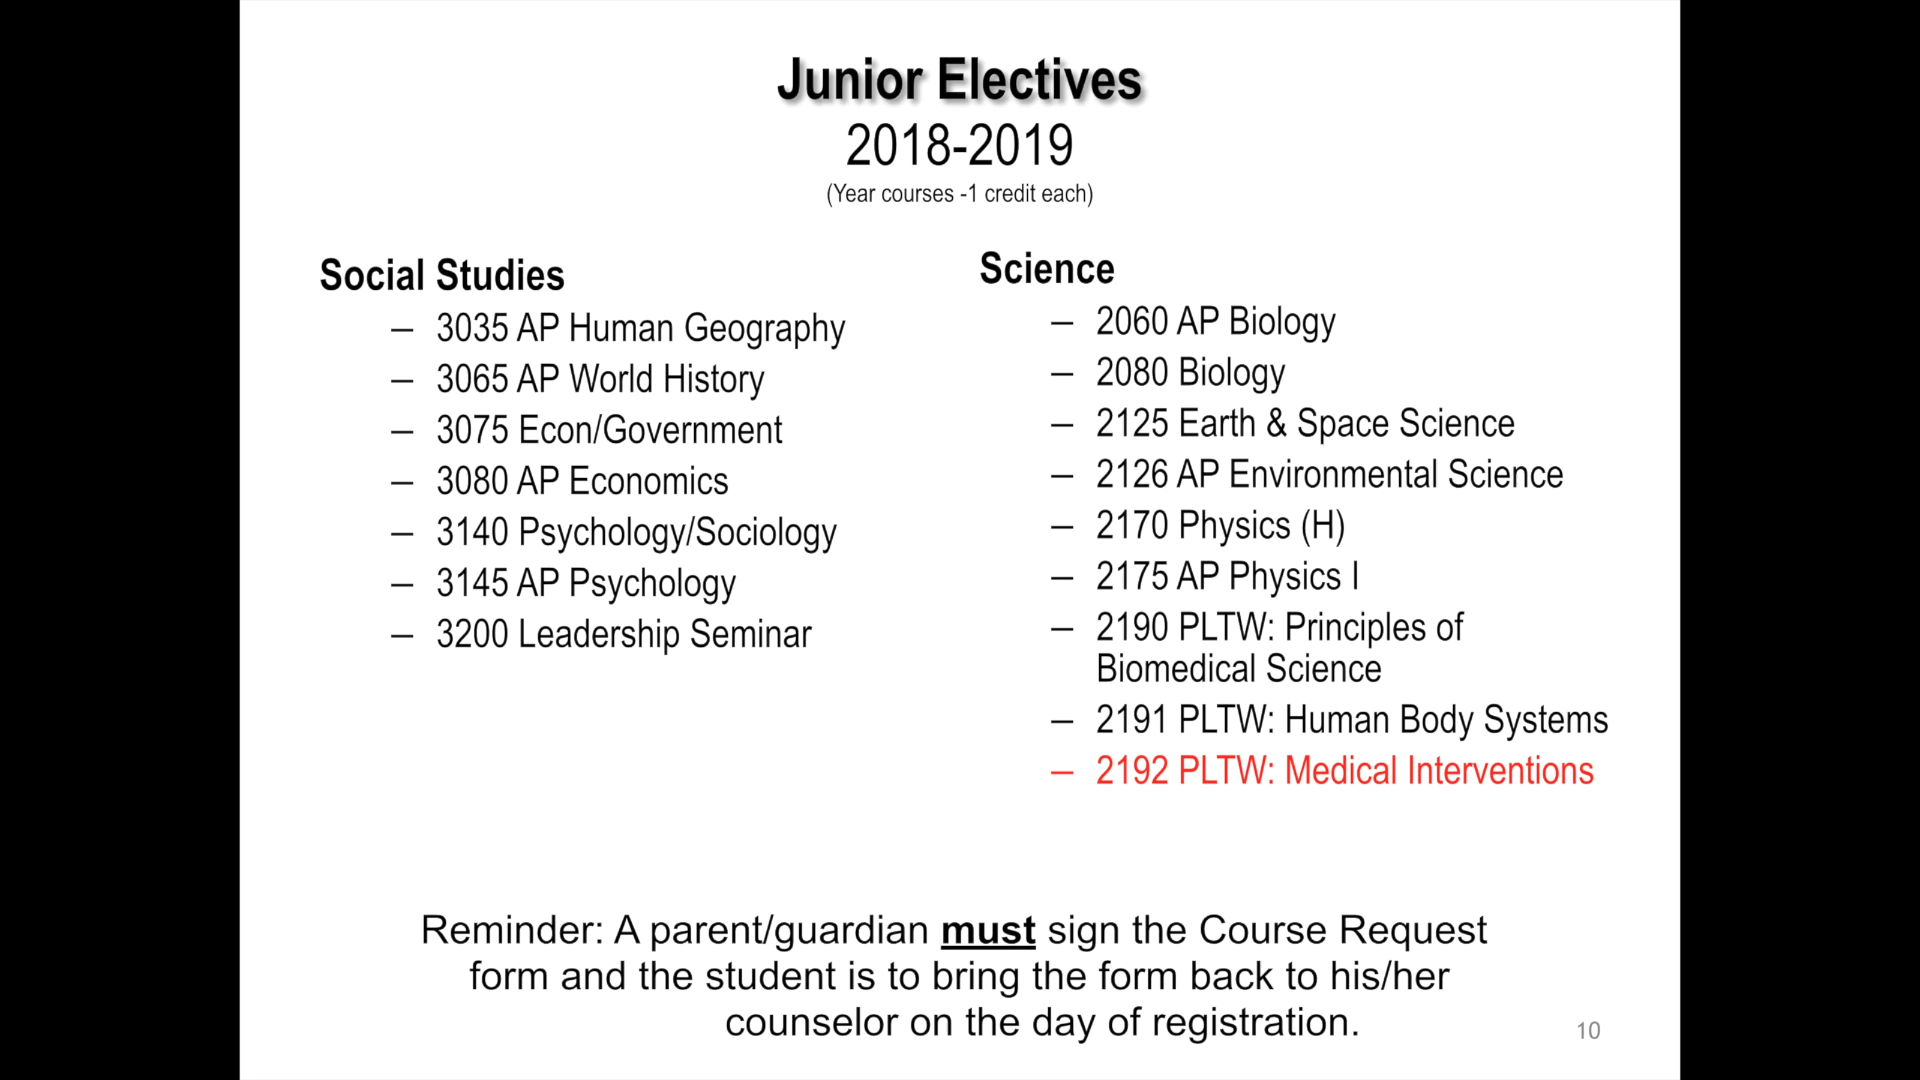 Junior Electives
2018-2019
(Year courses -1 credit each)
Social Studies
– 3035 AP Human Geography
– 3065 AP World History
– 3075 Econ/Government
– 3080 AP Economics
– 3140 Psychology/Sociology
– 3145 AP Psychology
– 3200 Leadership Seminar
Science
– 2060 AP Biology
– 2080 Biology
– 2125 Earth & Space Science
– 2126 AP Environmental Science
– 2170 Physics (H)
– 2175 AP Physics I
– 2190 PLTW: Principles of
Biomedical Science
– 2191 PLTW: Human Body Systems
– 2192 PLTW: Medical Interventions
Reminder: A parent/guardian must sign the Course Request
form and the student is to bring the form back to his/her
counselor on the day of registration.
10